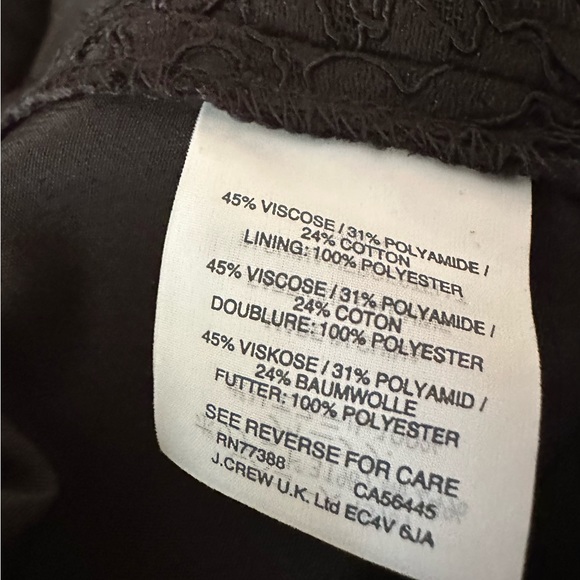 45% VISCOSE / 31% POLYAMIDE /
24% COTTON
LINING: 100% POLYESTER
45% VISCOSE / 31% POLYAMIDE /
24% COTON
DOUBLURE: 100% POLYESTER
45% VISKOSE / 31% POLYAMID /
24% BAUMWOLLE
FUTTER: 100% POLYESTER
SEE REVERSE FOR CARE
RN77388 CA56445
J.CREW U.K. Ltd EC4V 6JA